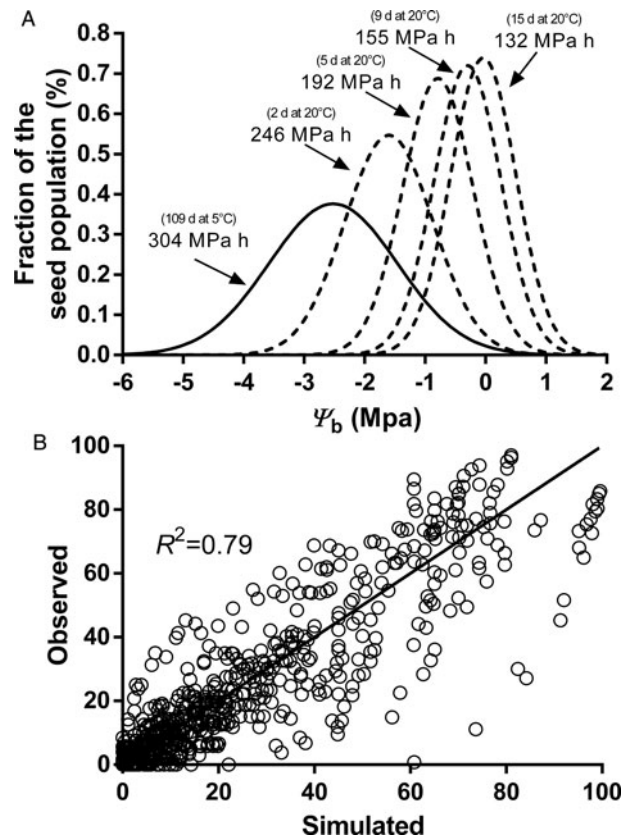 A
(9 d at 20°C)
155 MPa h
(15 d at 20°C)
132 MPa h
(5 d at 20°C)
192 MPa h
(2 d at 20°C)
246 MPa h
(109 d at 5°C)
304 MPa h
Fraction of the
seed population (%)
0.8
0.7
0.6
0.5
0.4
0.3
0.2
0.1
0.0
-6 -5 -4 -3 -2 -1 0 1 2
Ψb (Mpa)
B
R²=0.79
Observed
100
80
60
40
20
0
0 20 40 60 80 100
Simulated